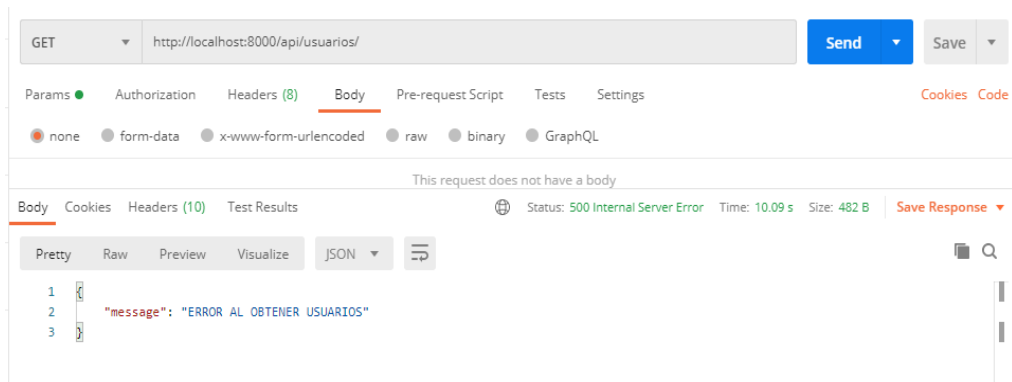 GET http://localhost:8000/api/usuarios/ Send Save
Params Authorization Headers (8) Body Pre-request Script Tests Settings Cookies Code
none form-data x-www-form-urlencoded raw binary GraphQL
This request does not have a body
Body Cookies Headers (10) Test Results Status: 500 Internal Server Error Time: 10.09 s Size: 482 B Save Response
Pretty Raw Preview Visualize JSON
1 {
2 "message": "ERROR AL OBTENER USUARIOS"
3 }